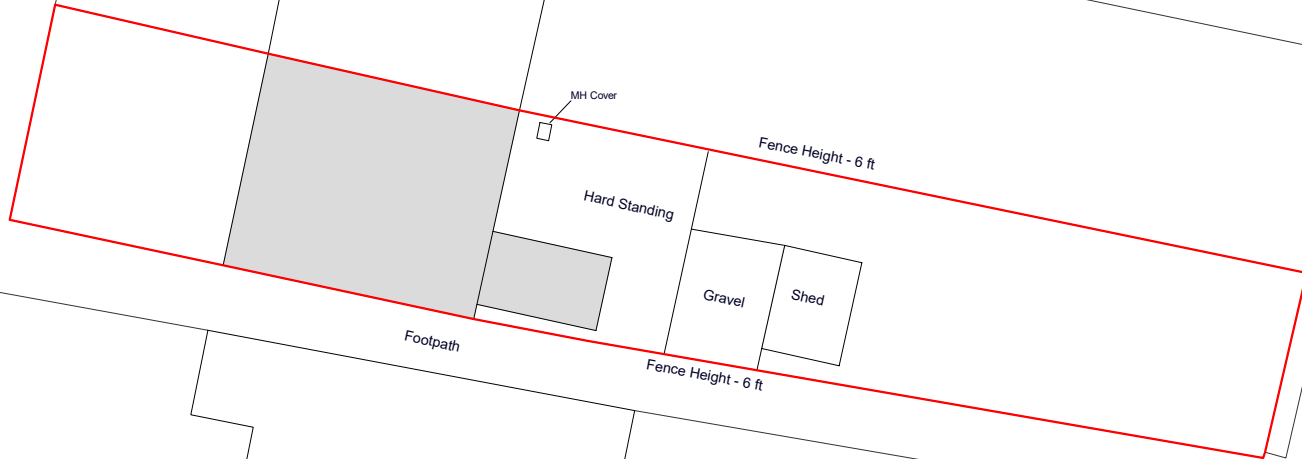 MH Cover
Fence Height - 6 ft
Hard Standing
Gravel
Shed
Footpath
Fence Height - 6 ft